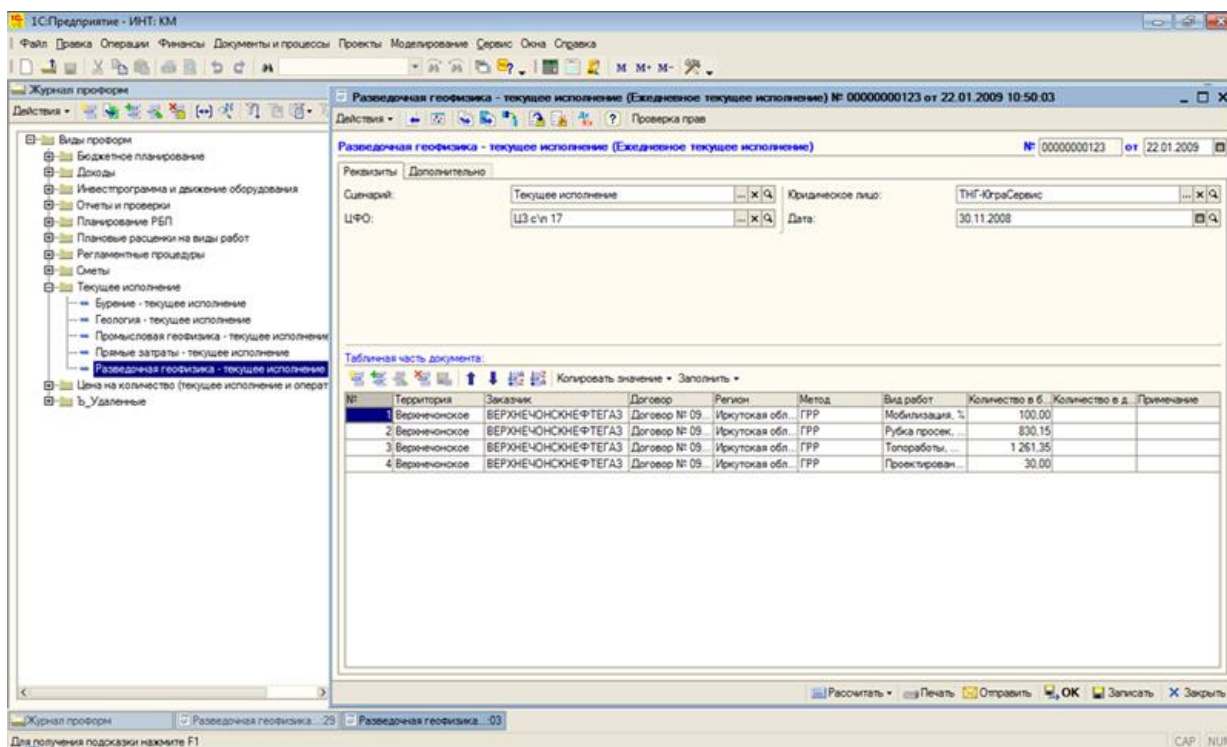 1С:Предприятие - ИНТ: КМ
Файл Правка Операции Финансы Документы и процессы Проекты Моделирование Сервис Окна Справка
M M+ M-
Журнал проформ
Действия
Виды проформ
Бюджетное планирование
Доходы
Инвестпрограмма и движение оборудования
Отчеты и проверки
Планирование РБП
Плановые расценки на виды работ
Регламентные процедуры
Сметы
Текущее исполнение
Бурение - текущее исполнение
Геология - текущее исполнение
Промысловая геофизика - текущее исполнение
Прямые затраты - текущее исполнение
Разведочная геофизика - текущее исполнение
Цена на количество (текущее исполнение и операт
Ъ_Удаленные
Разведочная геофизика - текущее исполнение (Ежедневное текущее исполнение) № 00000000123 от 22.01.2009 10:50:03
Действия Проверка прав
Разведочная геофизика - текущее исполнение (Ежедневное текущее исполнение) № 00000000123 от 22.01.2009
Реквизиты Дополнительно
Сценарий: Текущее исполнение ... Юридическое лицо: ТНГ-ЮграСервис ...
ЦФО: ЦЗ с\п 17 ... Дата: 30.11.2008
Табличная часть документа:
Копировать значение Заполнить
№ Территория Заказчик Договор Регион Метод Вид работ Количество в б... Количество в д... Примечание
1 Верхнечонское ВЕРХНЕЧОНСКНЕФТЕГАЗ Договор № 09... Иркутская обл... ГРР Мобилизация, % 100,00
2 Верхнечонское ВЕРХНЕЧОНСКНЕФТЕГАЗ Договор № 09... Иркутская обл... ГРР Рубка просек, ... 830,15
3 Верхнечонское ВЕРХНЕЧОНСКНЕФТЕГАЗ Договор № 09... Иркутская обл... ГРР Топоработы, ... 1 261,35
4 Верхнечонское ВЕРХНЕЧОНСКНЕФТЕГАЗ Договор № 09... Иркутская обл... ГРР Проектирован... 30,00
Рассчитать Печать Отправить OK Записать Закрыть
Журнал проформ Разведочная геофизика...:29 Разведочная геофизика...:03
Для получения подсказки нажмите F1 CAP NUM